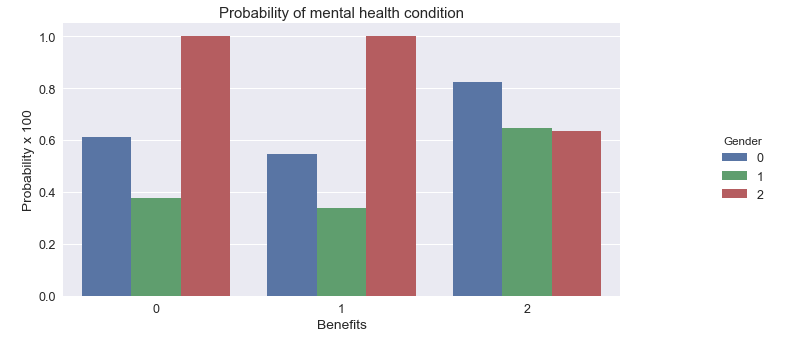 Probability of mental health condition
Probability x 100
1.0
0.8
0.6
0.4
0.2
0.0
0 1 2
Benefits
Gender
0
1
2